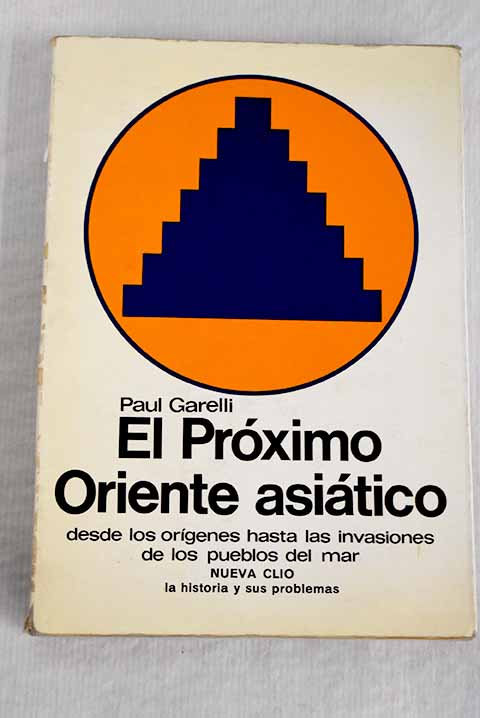 Paul Garelli
El Próximo
Oriente asiático
desde los orígenes hasta las invasiones
de los pueblos del mar
NUEVA CLIO
la historia y sus problemas